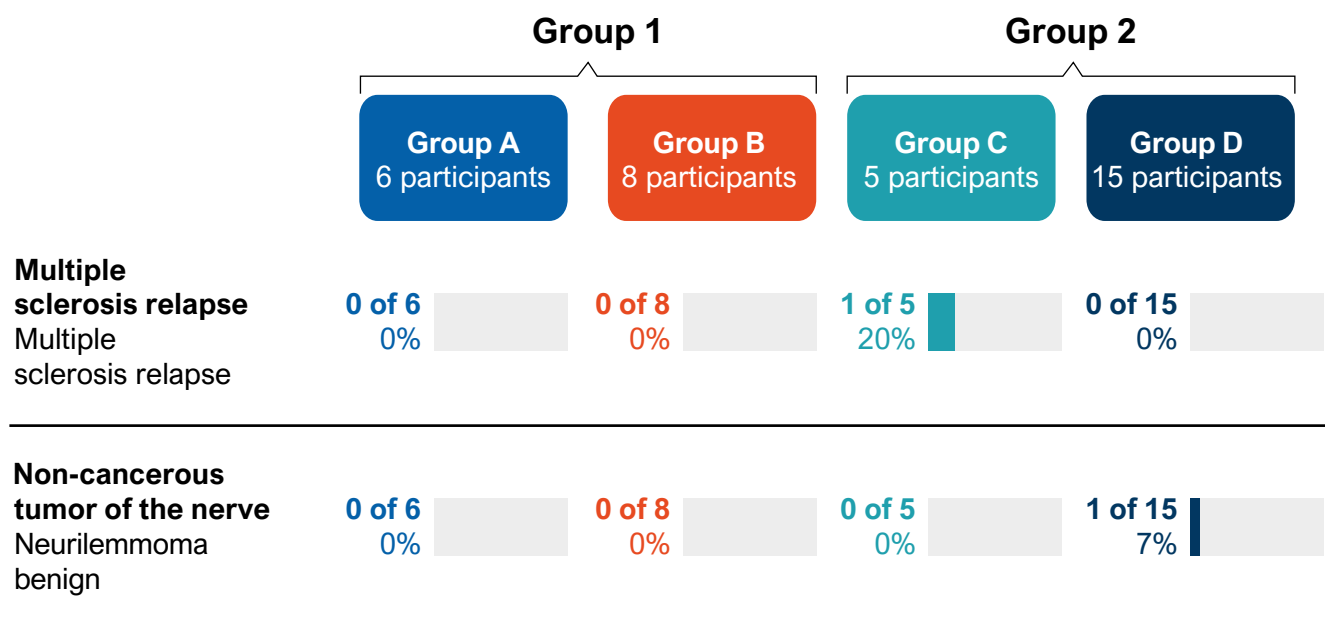 Group 1
Group 2
Group A
6 participants
Group B
8 participants
Group C
5 participants
Group D
15 participants
Multiple
sclerosis relapse
Multiple
sclerosis relapse
0 of 6
0%
0 of 8
0%
1 of 5
20%
0 of 15
0%
Non-cancerous
tumor of the nerve
Neurilemmoma
benign
0 of 6
0%
0 of 8
0%
0 of 5
0%
1 of 15
7%